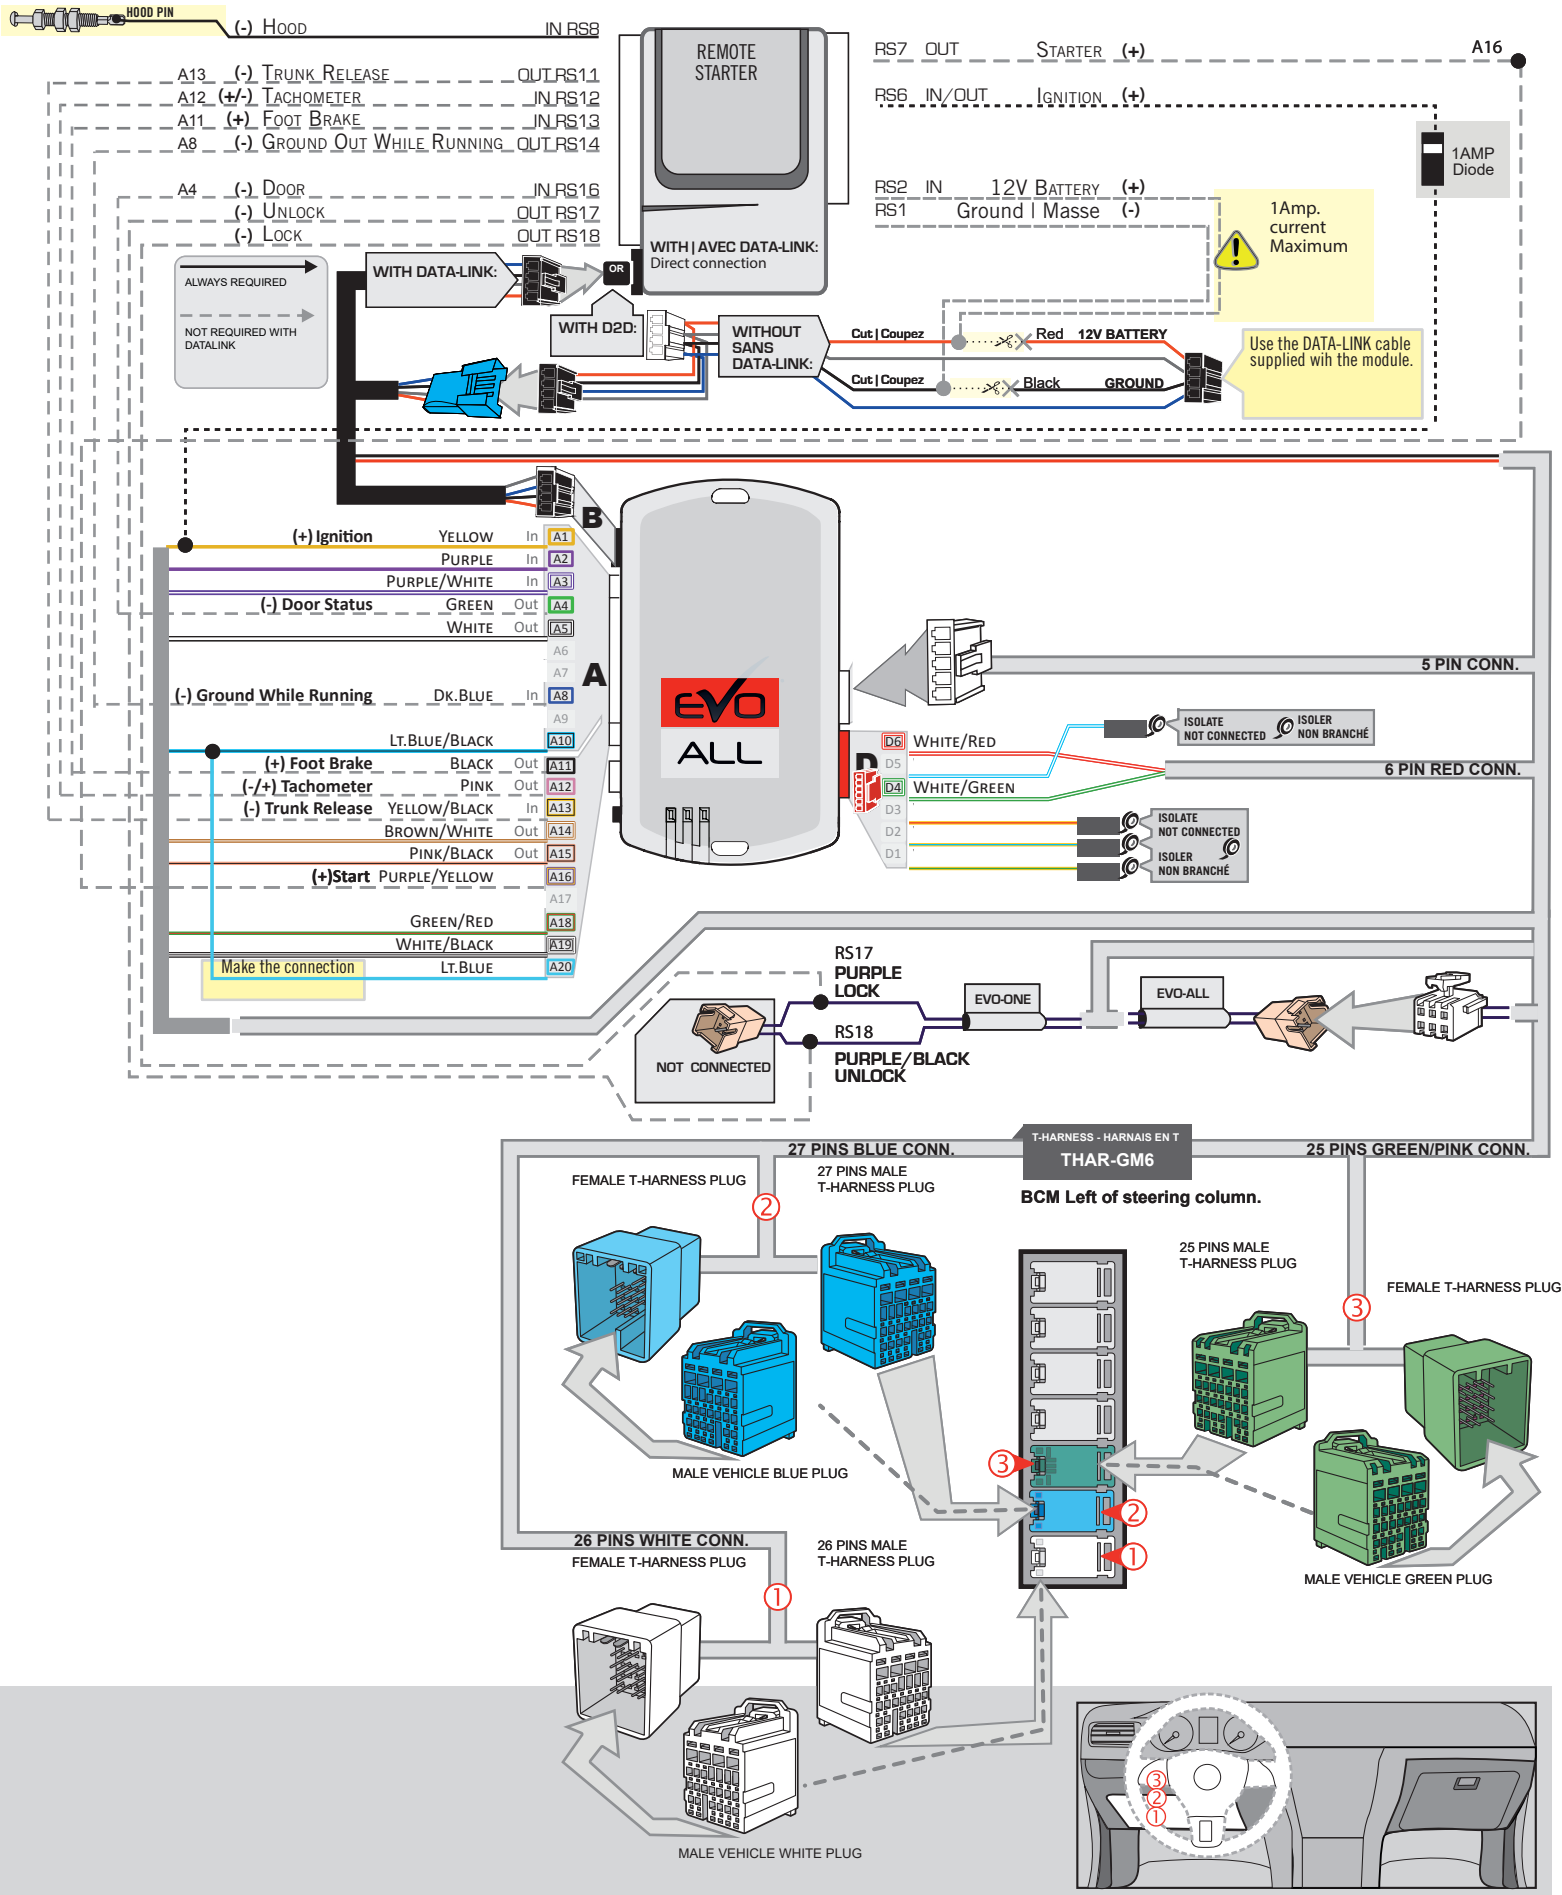 HOOD PIN
(-) Hood IN RS8
A13 (-) Trunk Release OUT RS11
A12 (+/-) Tachometer IN RS12
A11 (+) Foot Brake IN RS13
A8 (-) Ground Out While Running OUT RS14
A4 (-) Door IN RS16
(-) Unlock OUT RS17
(-) Lock OUT RS18
REMOTE
STARTER
WITH | AVEC DATA-LINK:
Direct connection
RS7 OUT Starter (+) A16
RS6 IN/OUT Ignition (+)
1AMP
Diode
RS2 IN 12V Battery (+)
RS1 Ground | Masse (-)
1Amp.
current
Maximum
ALWAYS REQUIRED
NOT REQUIRED WITH
DATALINK
WITH DATA-LINK:
OR
WITH D2D:
WITHOUT
SANS
DATA-LINK:
Cut | Coupez Red 12V BATTERY
Cut | Coupez Black GROUND
Use the DATA-LINK cable
supplied wih the module.
B
A
D
(+) Ignition Yellow In A1
Purple In A2
Purple/White In A3
(-) Door Status Green Out A4
White Out A5
A6
A7
(-) Ground While Running Dk.Blue In A8
A9
Lt.Blue/Black A10
(+) Foot Brake Black Out A11
(-/+) Tachometer Pink Out A12
(-) Trunk Release Yellow/Black In A13
Brown/White Out A14
Pink/Black Out A15
(+)Start Purple/Yellow A16
A17
Green/Red A18
White/Black A19
Make the connection Lt.Blue A20
EVO
ALL
5 PIN CONN.
ISOLATE
NOT CONNECTED
ISOLER
NON BRANCHÉ
D6 White/Red
D5
D4 White/Green
D3
D2
D1
6 PIN RED CONN.
ISOLATE
NOT CONNECTED
ISOLER
NON BRANCHÉ
RS17
PURPLE
LOCK
RS18
PURPLE/BLACK
UNLOCK
NOT CONNECTED
EVO-ONE
EVO-ALL
T-HARNESS - HARNAIS EN T
THAR-GM6
27 PINS BLUE CONN.
25 PINS GREEN/PINK CONN.
BCM Left of steering column.
FEMALE T-HARNESS PLUG
27 PINS MALE
T-HARNESS PLUG
2
MALE VEHICLE BLUE PLUG
25 PINS MALE
T-HARNESS PLUG
FEMALE T-HARNESS PLUG
3
MALE VEHICLE GREEN PLUG
3
2
1
26 PINS WHITE CONN.
FEMALE T-HARNESS PLUG
26 PINS MALE
T-HARNESS PLUG
1
MALE VEHICLE WHITE PLUG
3
2
1